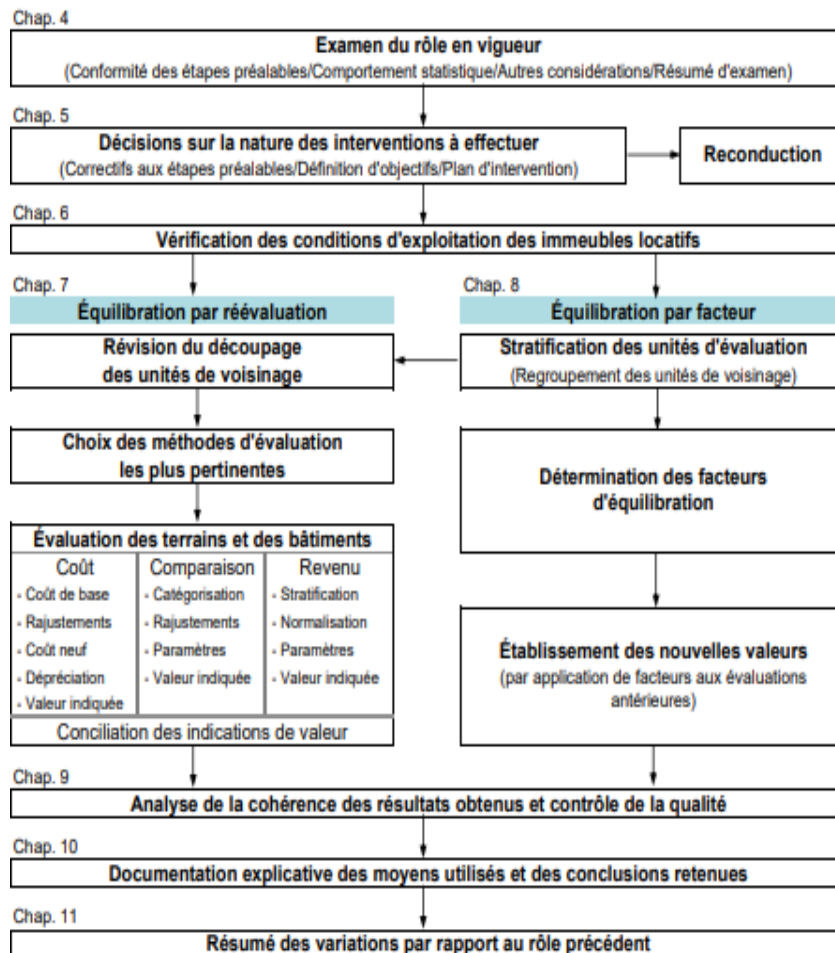 Chap. 4
Examen du rôle en vigueur
(Conformité des étapes préalables/Comportement statistique/Autres considérations/Résumé d'examen)
Chap. 5
Décisions sur la nature des interventions à effectuer
(Correctifs aux étapes préalables/Définition d'objectifs/Plan d'intervention)
Reconduction
Chap. 6
Vérification des conditions d'exploitation des immeubles locatifs
Chap. 7
Équilibration par réévaluation
Révision du découpage
des unités de voisinage
Choix des méthodes d'évaluation
les plus pertinentes
Évaluation des terrains et des bâtiments
Coût
- Coût de base
- Rajustements
- Coût neuf
- Dépréciation
- Valeur indiquée
Comparaison
- Catégorisation
- Rajustements
- Paramètres
- Valeur indiquée
Revenu
- Stratification
- Normalisation
- Paramètres
- Valeur indiquée
Conciliation des indications de valeur
Chap. 8
Équilibration par facteur
Stratification des unités d'évaluation
(Regroupement des unités de voisinage)
Détermination des facteurs
d'équilibration
Établissement des nouvelles valeurs
(par application de facteurs aux évaluations
antérieures)
Chap. 9
Analyse de la cohérence des résultats obtenus et contrôle de la qualité
Chap. 10
Documentation explicative des moyens utilisés et des conclusions retenues
Chap. 11
Résumé des variations par rapport au rôle précédent